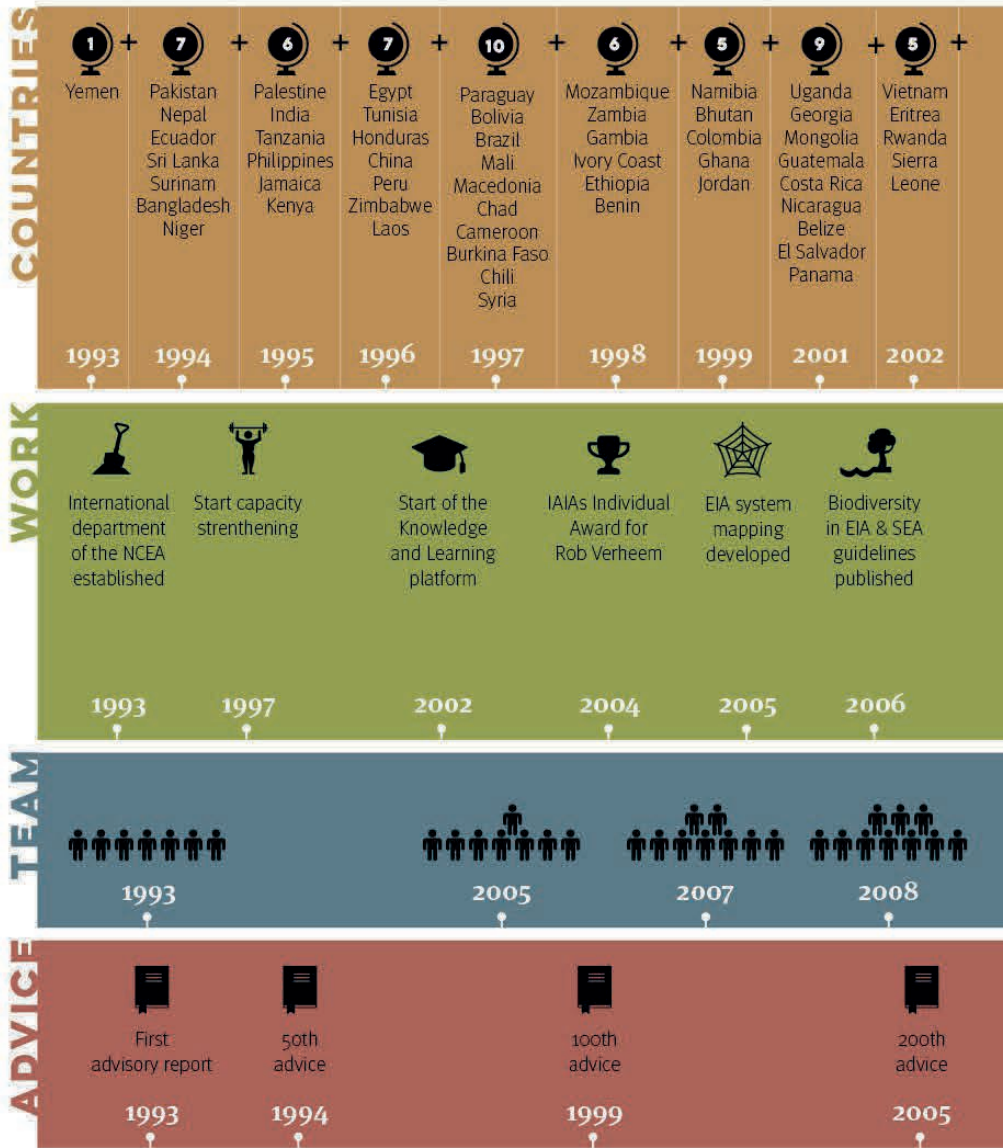 COUNTRIES
1 + 7 + 6 + 7 + 10 + 6 + 5 + 9 + 5 +
Yemen
Pakistan
Nepal
Ecuador
Sri Lanka
Surinam
Bangladesh
Niger
Palestine
India
Tanzania
Philippines
Jamaica
Kenya
Egypt
Tunisia
Honduras
China
Peru
Zimbabwe
Laos
Paraguay
Bolivia
Brazil
Mali
Macedonia
Chad
Cameroon
Burkina Faso
Chili
Syria
Mozambique
Zambia
Gambia
Ivory Coast
Ethiopia
Benin
Namibia
Bhutan
Colombia
Ghana
Jordan
Uganda
Georgia
Mongolia
Guatemala
Costa Rica
Nicaragua
Belize
El Salvador
Panama
Vietnam
Eritrea
Rwanda
Sierra
Leone
1993 1994 1995 1996 1997 1998 1999 2001 2002
WORK
International
department
of the NCEA
established
Start capacity
strenthening
Start of the
Knowledge
and Learning
platform
IAIAs Individual
Award for
Rob Verheem
EIA system
mapping
developed
Biodiversity
in EIA & SEA
guidelines
published
1993 1997 2002 2004 2005 2006
TEAM
1993 2005 2007 2008
ADVICE
First
advisory report
50th
advice
100th
advice
200th
advice
1993 1994 1999 2005